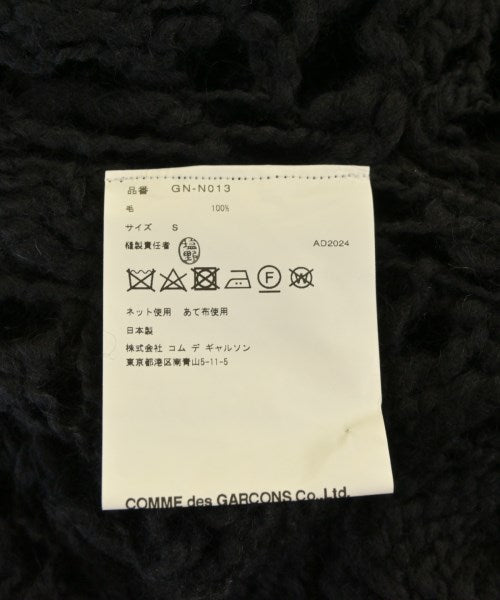 品番 GN-N013
毛 100%
サイズ S
縫製責任者 塩野 AD2024
F W
ネット使用 あて布使用
日本製
株式会社 コム デ ギャルソン
東京都港区南青山5-11-5
COMME des GARCONS Co.,Ltd.